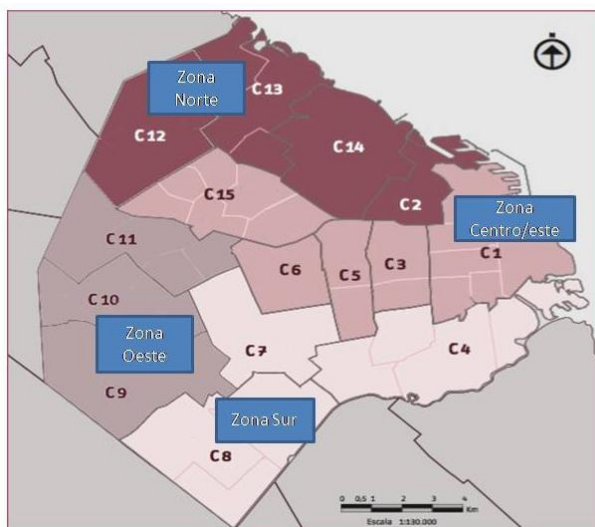 Zona
Norte
C13
C12
C14
C15
C2
Zona
Centro/este
C11
C1
C6
C5
C3
C10
Zona
Oeste
C7
C4
C9
Zona Sur
C8
0 0,5 1 2 3 4
Km
Escala 1:130.000